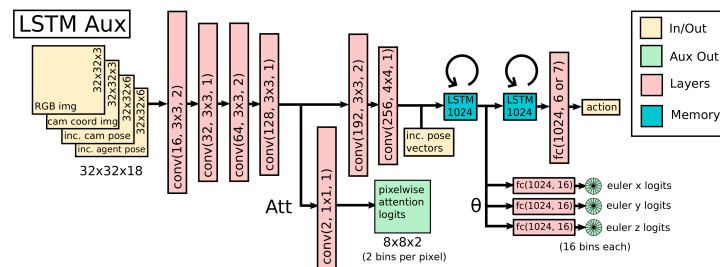 LSTM Aux
32x32x3
32x32x3
32x32x6
32x32x6
RGB img
cam coord img
inc. cam pose
inc. agent pose
32x32x18
conv(16, 3x3, 2)
conv(32, 3x3, 1)
conv(64, 3x3, 2)
conv(128, 3x3, 1)
Att
conv(2, 1x1, 1)
pixelwise
attention
logits
8x8x2
(2 bins per pixel)
conv(192, 3x3, 2)
conv(256, 4x4, 1)
inc. pose
vectors
LSTM
1024
LSTM
1024
fc(1024, 6 or 7)
action
θ
fc(1024, 16)
euler x logits
fc(1024, 16)
euler y logits
fc(1024, 16)
euler z logits
(16 bins each)
In/Out
Aux Out
Layers
Memory